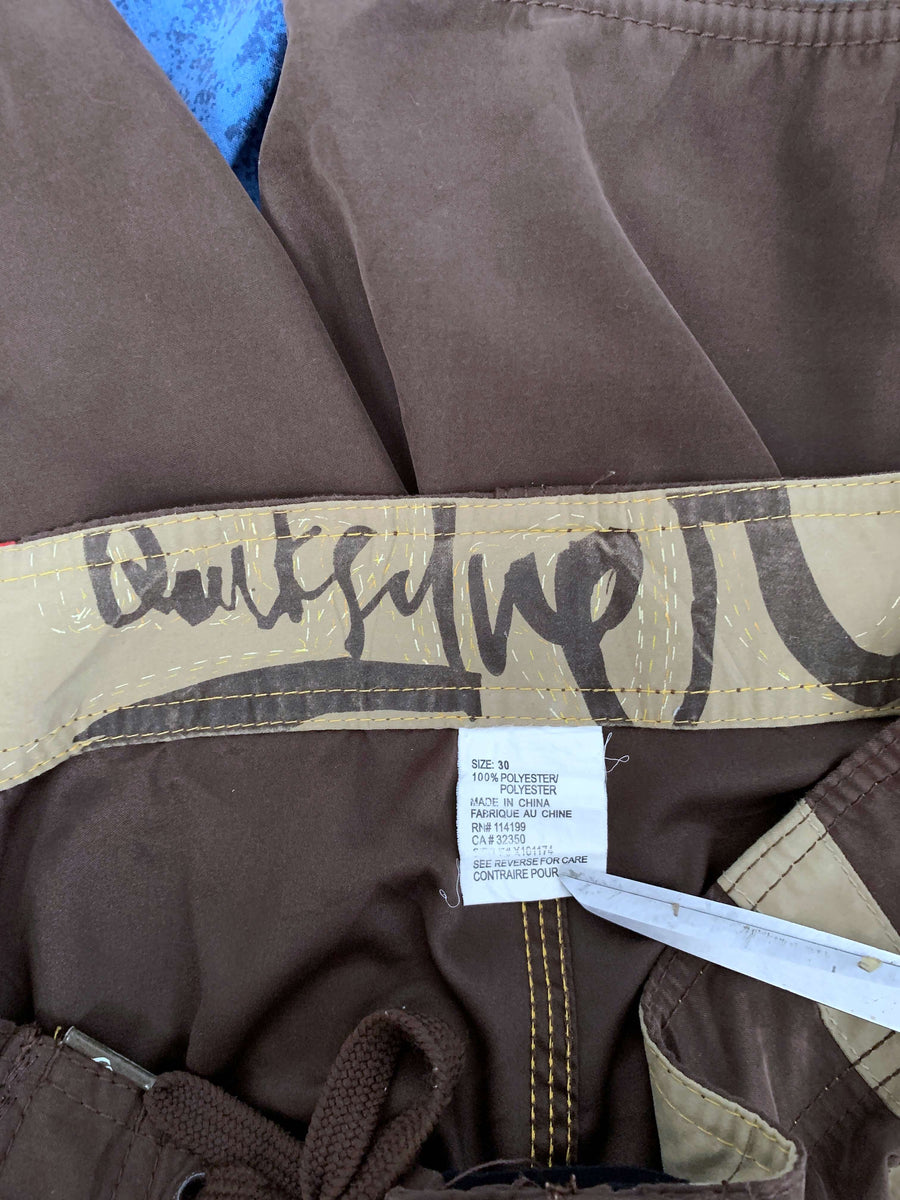 Quiksilver
SIZE: 30
100% POLYESTER/
POLYESTER
MADE IN CHINA
FABRIQUE AU CHINE
RN# 114199
CA# 32350
X101174
SEE REVERSE FOR CARE
CONTRAIRE POUR